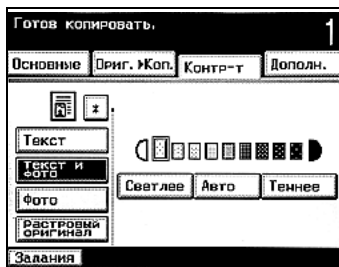 Готов копировать.
1
Основные
Ориг.►Коп.
Контр-т
Дополн.
Текст
Текст и
фото
Светлее
Авто
Темнее
Фото
Растровый
оригинал
Задания